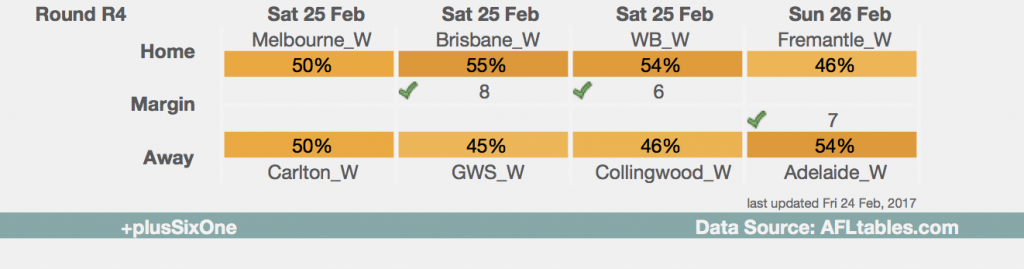 Round R4 Sat 25 Feb Sat 25 Feb Sat 25 Feb Sun 26 Feb
Home Melbourne_W Brisbane_W WB_W Fremantle_W
50% 55% 54% 46%
Margin 8 6
7
Away 50% 45% 46% 54%
Carlton_W GWS_W Collingwood_W Adelaide_W
last updated Fri 24 Feb, 2017
+plusSixOne Data Source: AFLtables.com